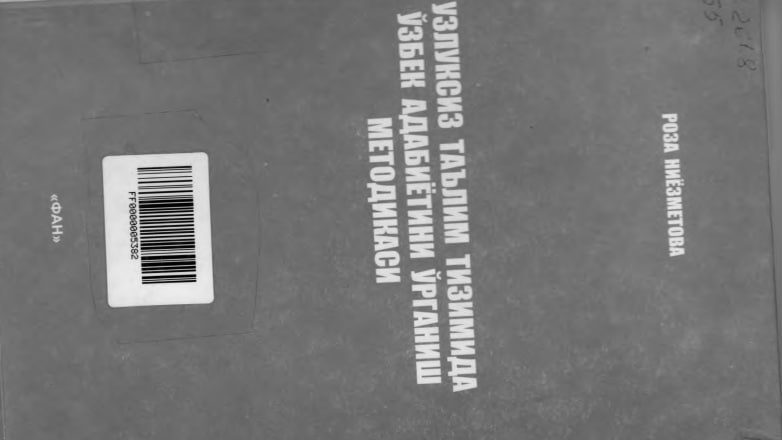 РОЗА НИЁЗМЕТОВА
УЗЛУКСИЗ ТАЪЛИМ ТИЗИМИДА
ЎЗБЕК АДАБИЁТИНИ ЎРГАНИШ
МЕТОДИКАСИ
FF0000005382
«ФАН»